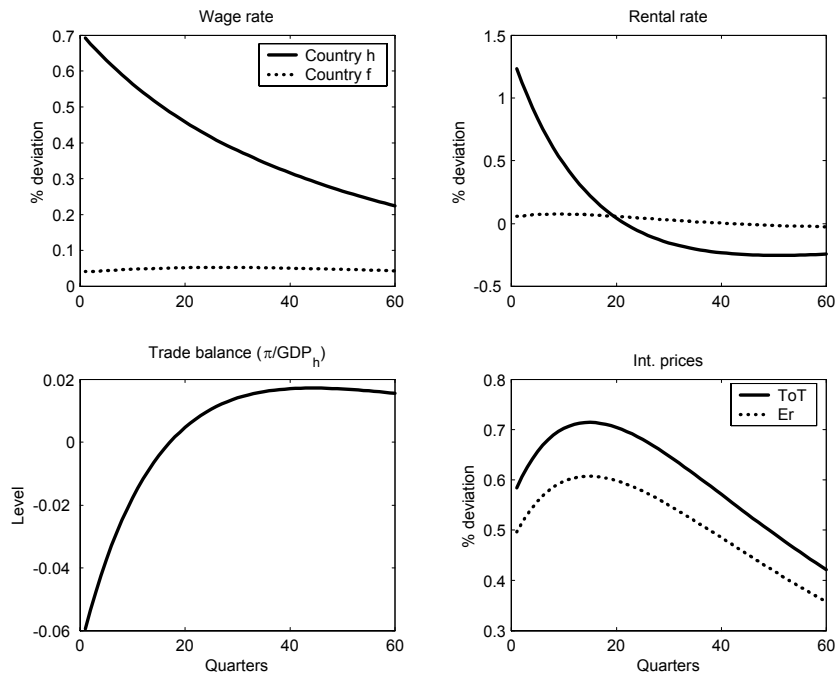 Wage rate
0.7
0.6
0.5
0.4
0.3
0.2
0.1
0
% deviation
Country h
Country f
0 20 40 60
Rental rate
1.5
1
0.5
0
-0.5
% deviation
0 20 40 60
Trade balance (π/GDPh)
0.02
0
-0.02
-0.04
-0.06
Level
0 20 40 60
Quarters
Int. prices
0.8
0.7
0.6
0.5
0.4
0.3
% deviation
ToT
Er
0 20 40 60
Quarters